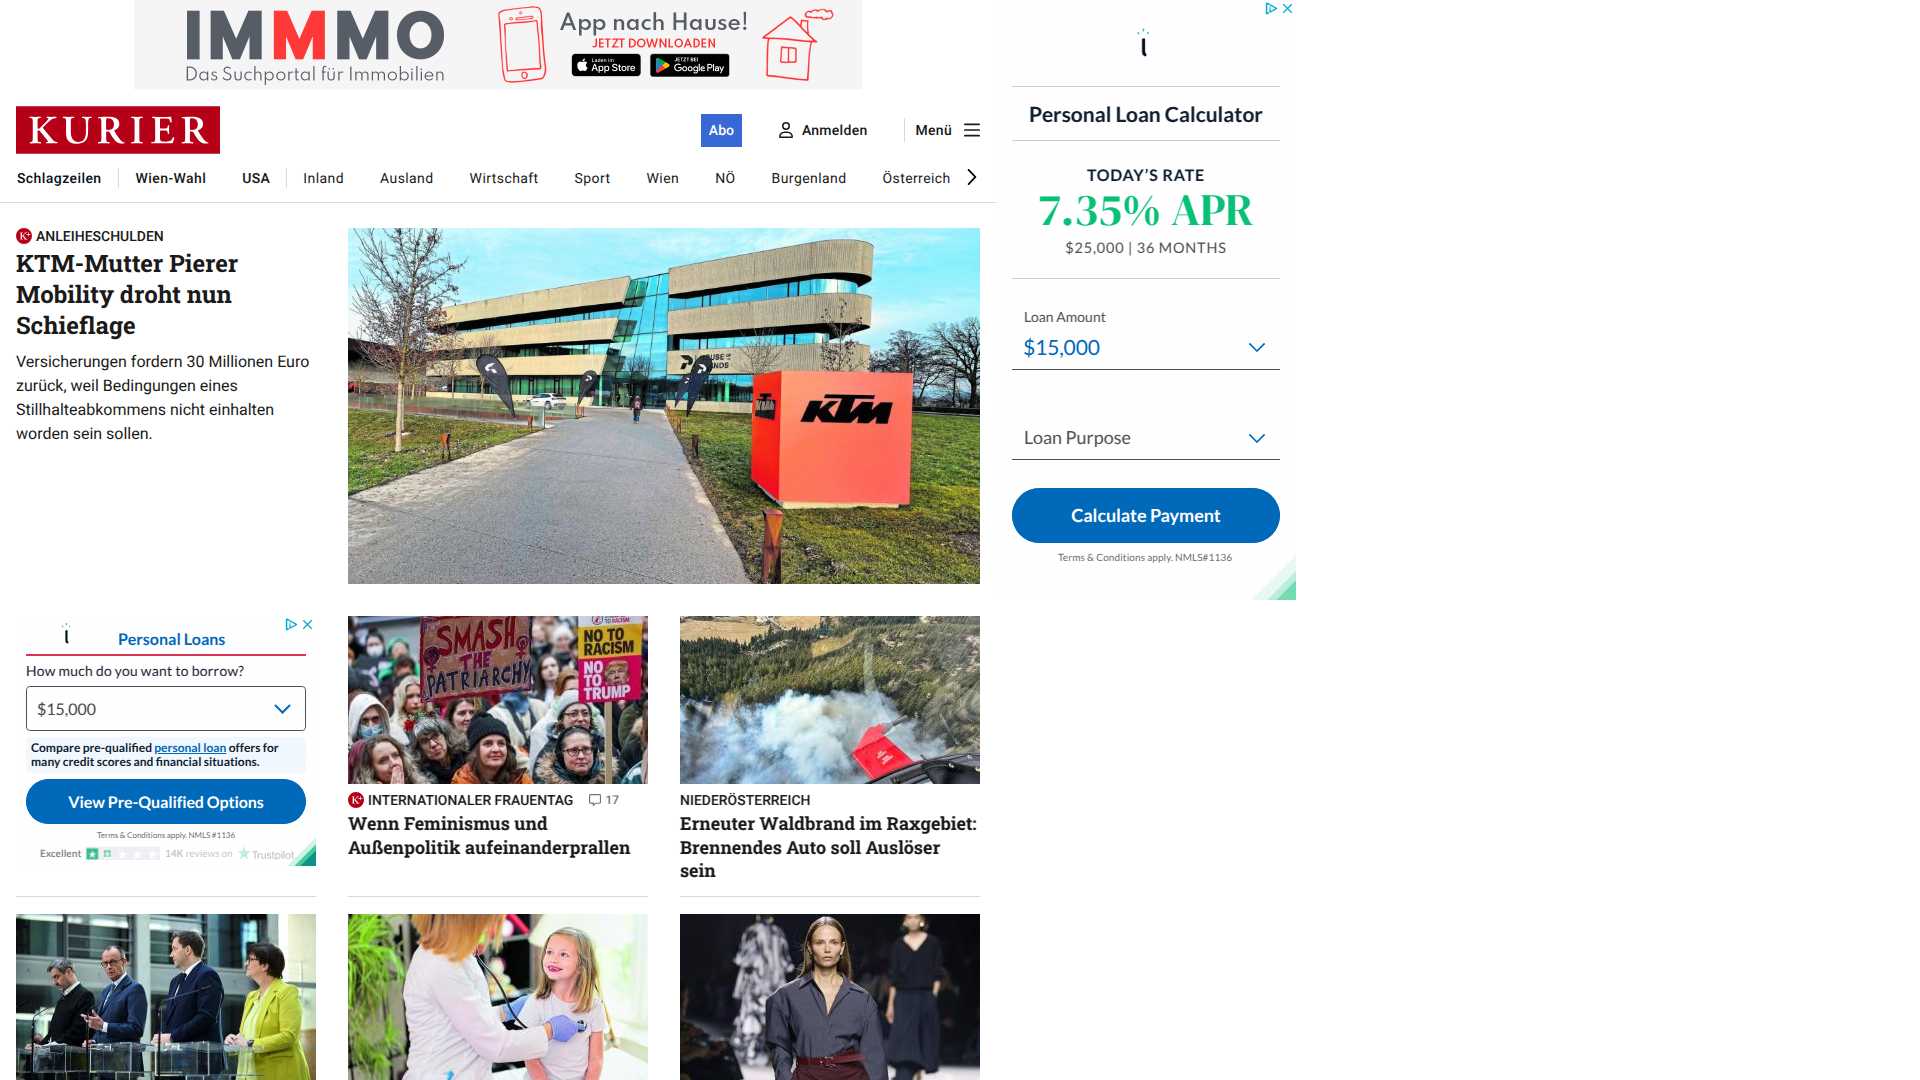 IMMMO
Das Suchportal für Immobilien
App nach Hause!
JETZT DOWNLOADEN
Laden im
App Store
JETZT BEI
Google Play
KURIER
Abo
Anmelden
Menü
Schlagzeilen
Wien-Wahl
USA
Inland
Ausland
Wirtschaft
Sport
Wien
NÖ
Burgenland
Österreich
K+ ANLEIHESCHULDEN
KTM-Mutter Pierer
Mobility droht nun
Schieflage
Versicherungen fordern 30 Millionen Euro
zurück, weil Bedingungen eines
Stillhalteabkommens nicht einhalten
worden sein sollen.
KTM
Personal Loan Calculator
TODAY'S RATE
7.35% APR
$25,000 | 36 MONTHS
Loan Amount
$15,000
Loan Purpose
Calculate Payment
Terms & Conditions apply. NMLS#1136
Personal Loans
How much do you want to borrow?
$15,000
Compare pre-qualified personal loan offers for
many credit scores and financial situations.
View Pre-Qualified Options
Terms & Conditions apply. NMLS #1136
Excellent
14K reviews on
Trustpilot
SMASH
THE
PATRIARCHY
NO TO
RACISM
NO
TO
TRUMP
K+ INTERNATIONALER FRAUENTAG
17
Wenn Feminismus und
Außenpolitik aufeinanderprallen
NIEDERÖSTERREICH
Erneuter Waldbrand im Raxgebiet:
Brennendes Auto soll Auslöser
sein